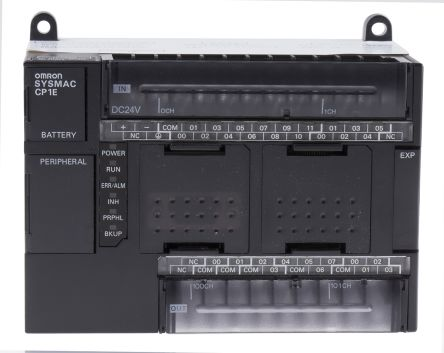 omron
SYSMAC
CP1E
IN
DC24V 0CH 1CH
BATTERY
+ - COM 01 03 05 07 09 11 01 03 05
NC 00 02 04 06 08 10 00 02 04 NC
PERIPHERAL
POWER
RUN
ERR/ALM
INH
PRPHL
BKUP
EXP
NC 00 01 02 04 05 07 00 02
NC COM COM COM 03 COM 06 COM 01 03
100CH 101CH
OUT